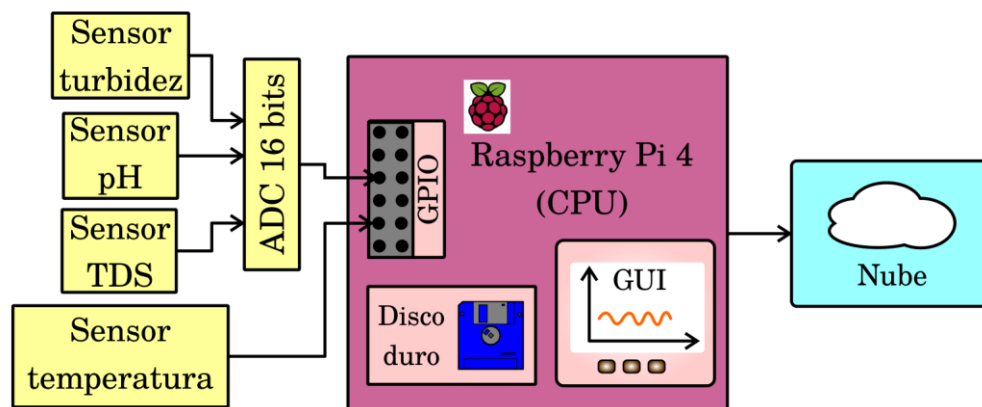 Sensor
turbidez
Sensor
pH
Sensor
TDS
Sensor
temperatura
ADC 16 bits
GPIO
Raspberry Pi 4
(CPU)
Disco
duro
GUI
Nube